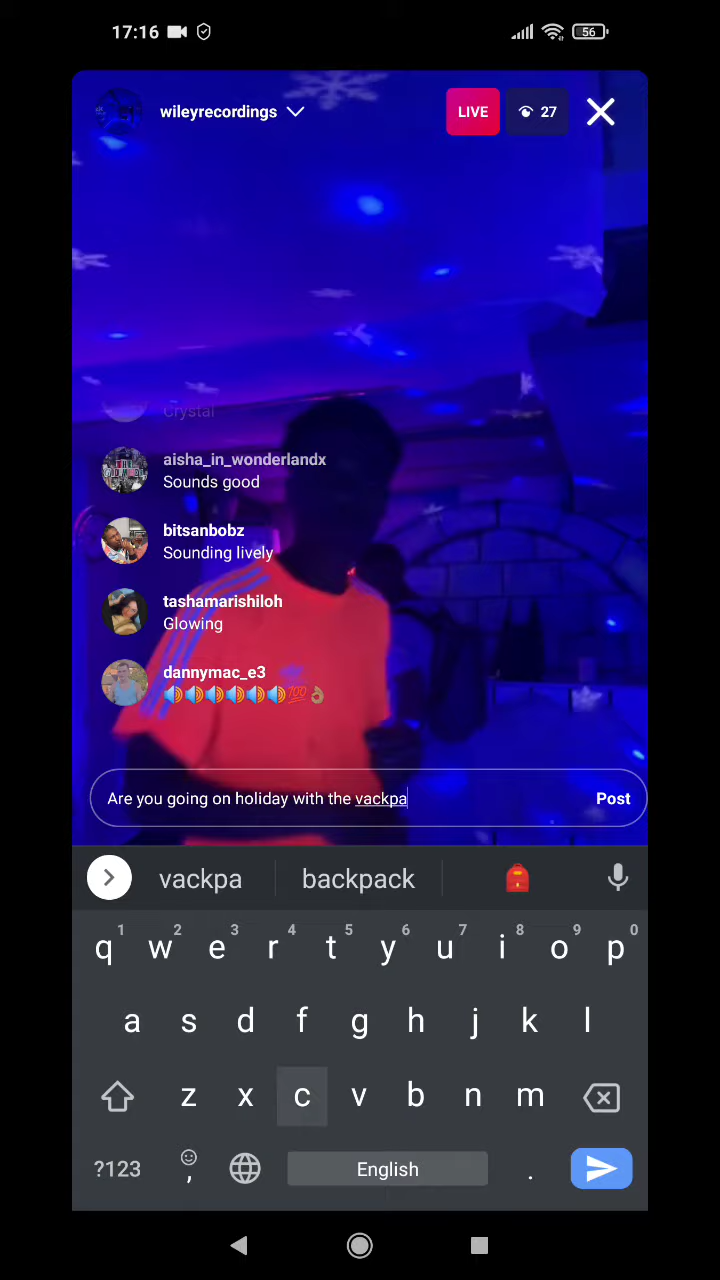 17:16
56
wileyrecordings
LIVE
27
Crystal
aisha_in_wonderlandx
Sounds good
bitsanbobz
Sounding lively
tashamarishiloh
Glowing
dannymac_e3
🔊🔊🔊🔊🔊🔊💯👌🏽
Are you going on holiday with the vackpa
Post
vackpa backpack 🎒
1 2 3 4 5 6 7 8 9 0
q w e r t y u i o p
a s d f g h j k l
z x c v b n m
?123 , English .